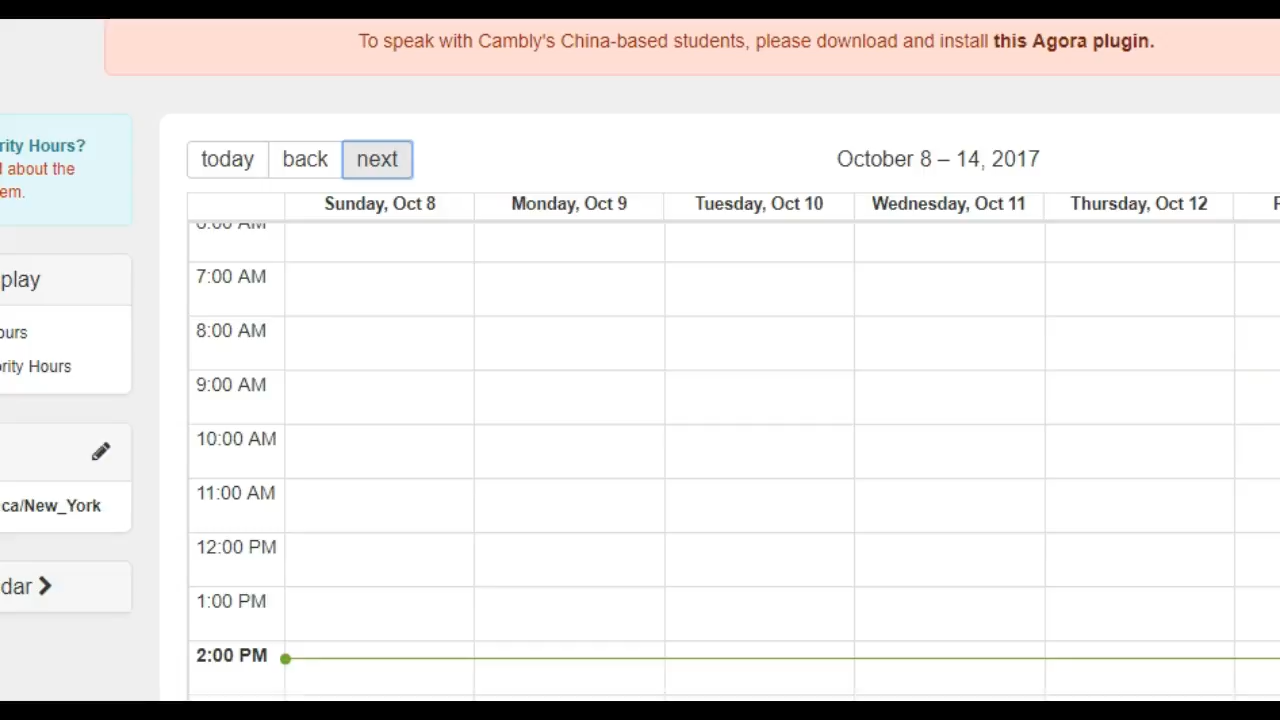 To speak with Cambly's China-based students, please download and install this Agora plugin.
rity Hours?
about the
em.
play
ours
rity Hours
ca/New_York
dar
today back next
October 8 – 14, 2017
Sunday, Oct 8 Monday, Oct 9 Tuesday, Oct 10 Wednesday, Oct 11 Thursday, Oct 12
7:00 AM
8:00 AM
9:00 AM
10:00 AM
11:00 AM
12:00 PM
1:00 PM
2:00 PM